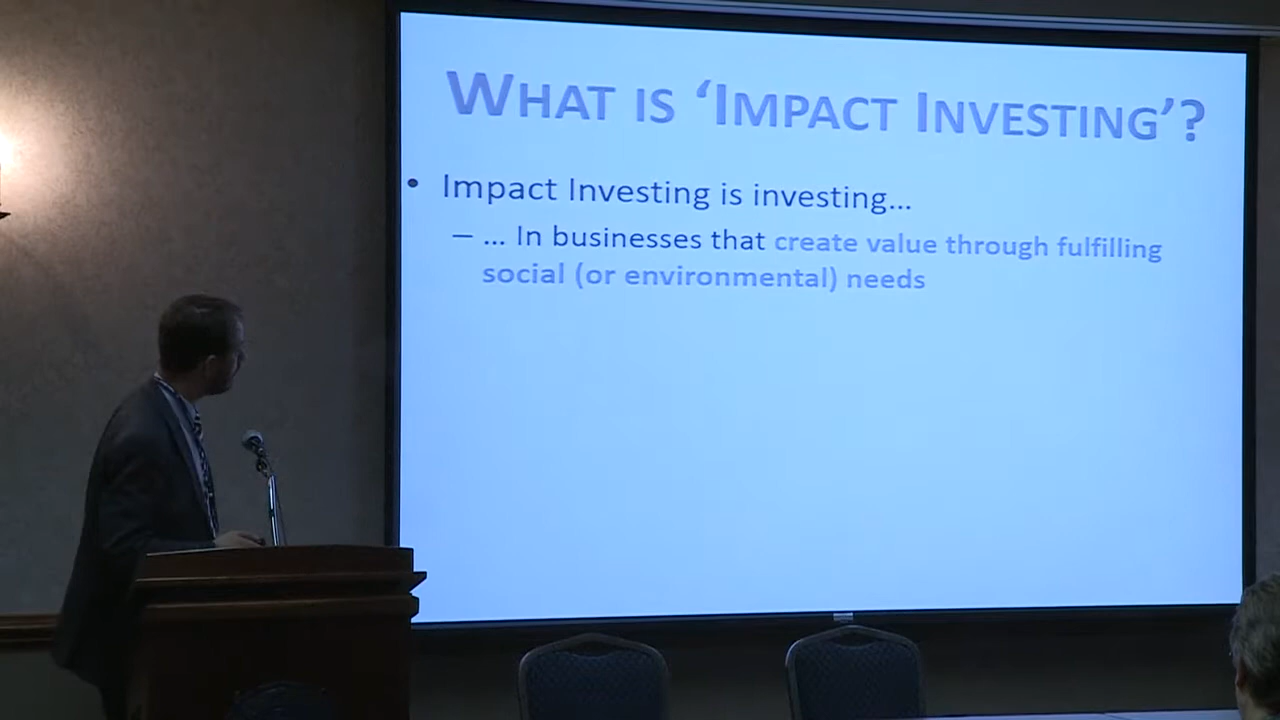 WHAT IS ‘IMPACT INVESTING’?
• Impact Investing is investing…
– … In businesses that create value through fulfilling
social (or environmental) needs